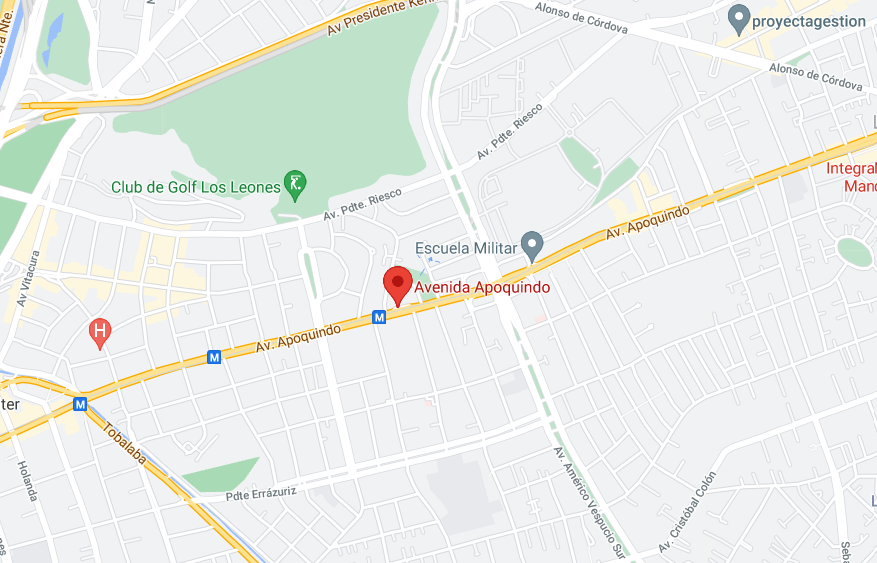 Av Presidente Ken
Alonso de Córdova
proyectagestion
Alonso de Córdova
era Nte.
Av. Pdte. Riesco
Club de Golf Los Leones
Av. Pdte. Riesco
Integral
Escuela Militar
Av. Apoquindo
Av Vitacura
Avenida Apoquindo
M
H
Av. Apoquindo
M
M
ter
Tobalaba
Holanda
Pdte Errázuriz
Av. Américo Vespucio Sur
Av. Cristóbal Colón